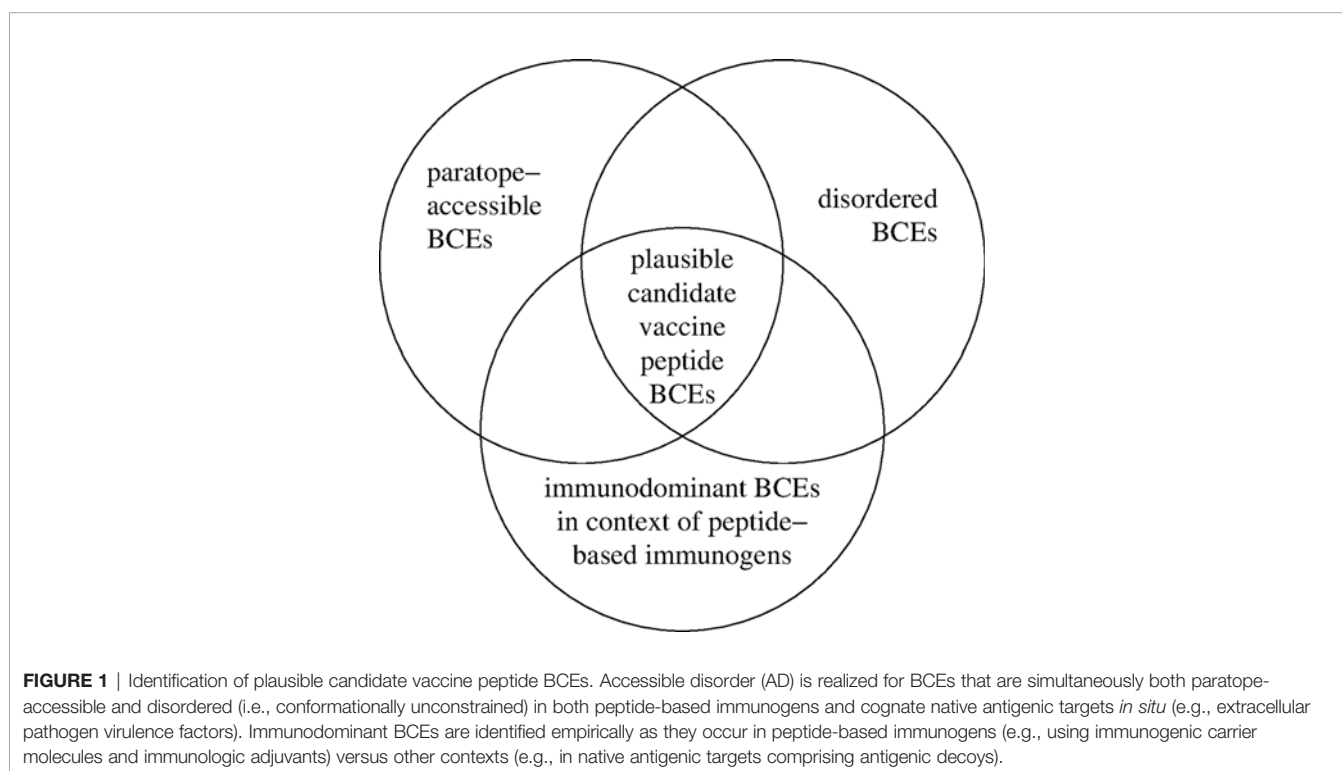 paratope–
accessible
BCEs
disordered
BCEs
plausible
candidate
vaccine
peptide
BCEs
immunodominant BCEs
in context of peptide–
based immunogens
FIGURE 1 | Identification of plausible candidate vaccine peptide BCEs. Accessible disorder (AD) is realized for BCEs that are simultaneously both paratope-
accessible and disordered (i.e., conformationally unconstrained) in both peptide-based immunogens and cognate native antigenic targets in situ (e.g., extracellular
pathogen virulence factors). Immunodominant BCEs are identified empirically as they occur in peptide-based immunogens (e.g., using immunogenic carrier
molecules and immunologic adjuvants) versus other contexts (e.g., in native antigenic targets comprising antigenic decoys).